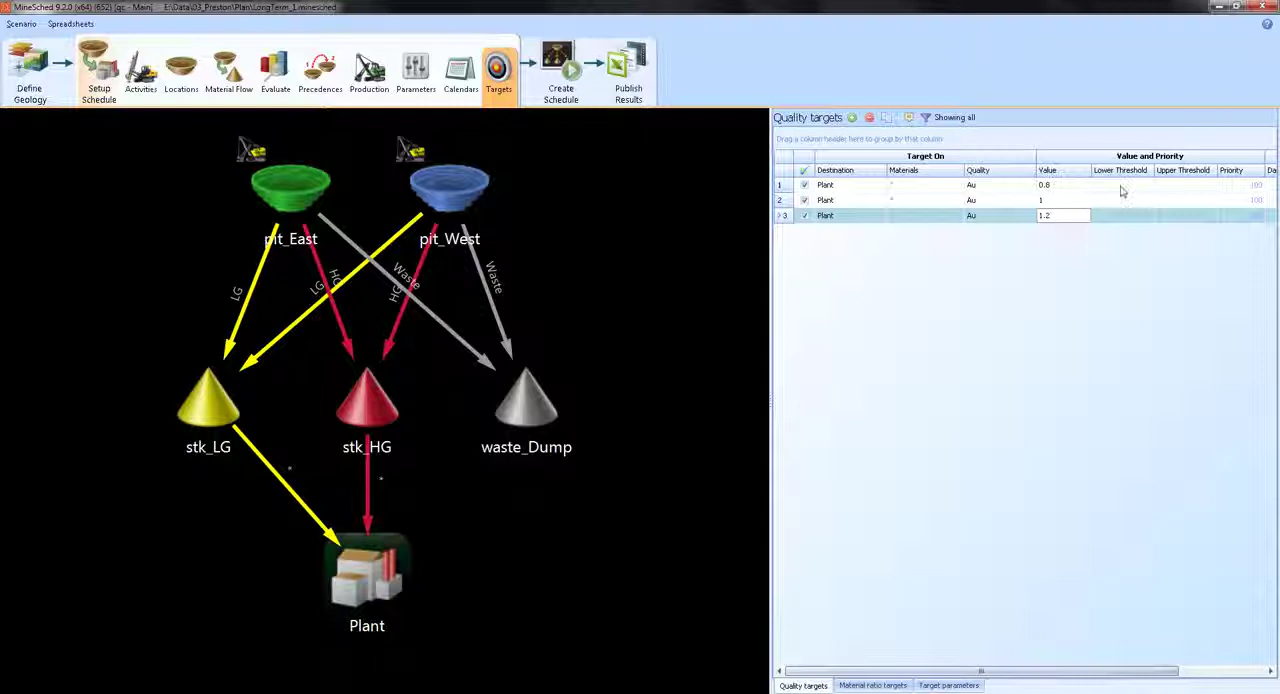 MineSched 9.2.0 (x64) (652) [gc - Main] E:\Data\03_Preston\Plan\LongTerm_1.minesched
Scenario Spreadsheets
Define Geology
Setup Schedule
Activities
Locations
Material Flow
Evaluate
Precedences
Production
Parameters
Calendars
Targets
Create Schedule
Publish Results
Quality targets Showing all
Drag a column header here to group by that column
Target On Value and Priority
Destination Materials Quality Value Lower Threshold Upper Threshold Priority Da
1 Plant * Au 0.8 100
2 Plant * Au 1 100
3 Plant Au 1.2
pit_East pit_West
LG HG LG Waste HG Waste
stk_LG stk_HG waste_Dump
* *
Plant
Quality targets Material ratio targets Target parameters